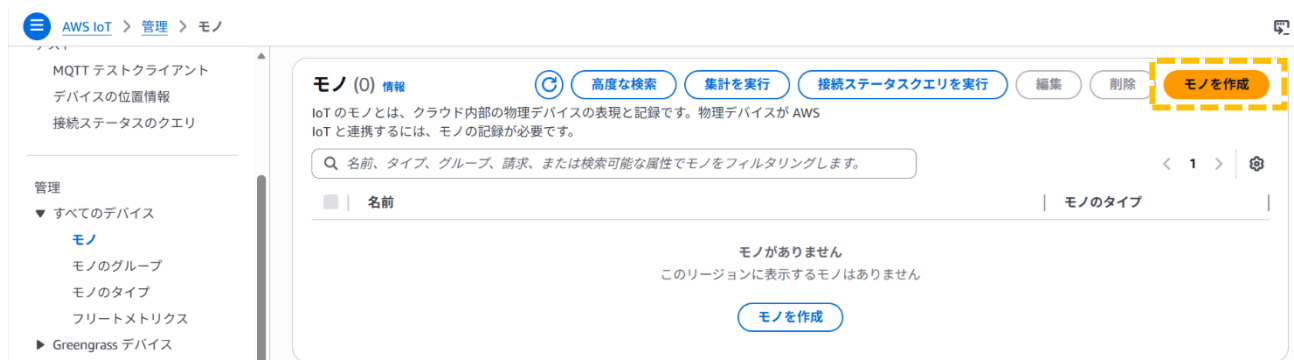 AWS IoT > 管理 > モノ
テスト
MQTT テストクライアント
デバイスの位置情報
接続ステータスのクエリ
管理
▼ すべてのデバイス
モノ
モノのグループ
モノのタイプ
フリートメトリクス
▶ Greengrass デバイス
モノ (0) 情報
高度な検索
集計を実行
接続ステータスクエリを実行
編集
削除
モノを作成
IoT のモノとは、クラウド内部の物理デバイスの表現と記録です。物理デバイスが AWS
IoT と連携するには、モノの記録が必要です。
名前、タイプ、グループ、請求、または検索可能な属性でモノをフィルタリングします。
< 1 >
名前
モノのタイプ
モノがありません
このリージョンに表示するモノはありません
モノを作成